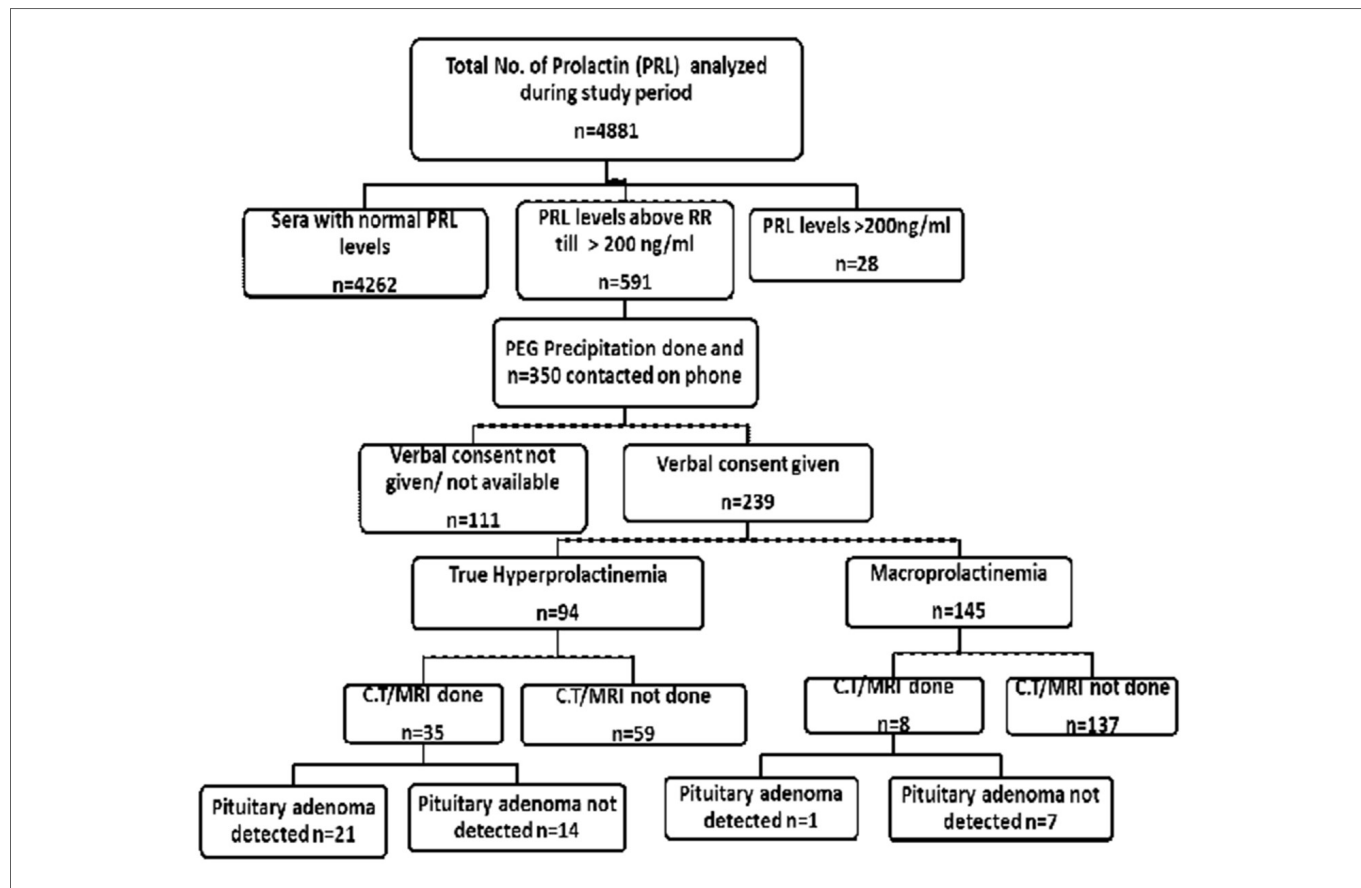 Total No. of Prolactin (PRL) analyzed
during study period
n=4881
Sera with normal PRL
levels
n=4262
PRL levels above RR
till > 200 ng/ml
n=591
PRL levels >200ng/ml
n=28
PEG Precipitation done and
n=350 contacted on phone
Verbal consent not
given/ not available
n=111
Verbal consent given
n=239
True Hyperprolactinemia
n=94
Macroprolactinemia
n=145
C.T/MRI done
n=35
C.T/MRI not done
n=59
C.T/MRI done
n=8
C.T/MRI not done
n=137
Pituitary adenoma
detected n=21
Pituitary adenoma not
detected n=14
Pituitary adenoma
detected n=1
Pituitary adenoma not
detected n=7